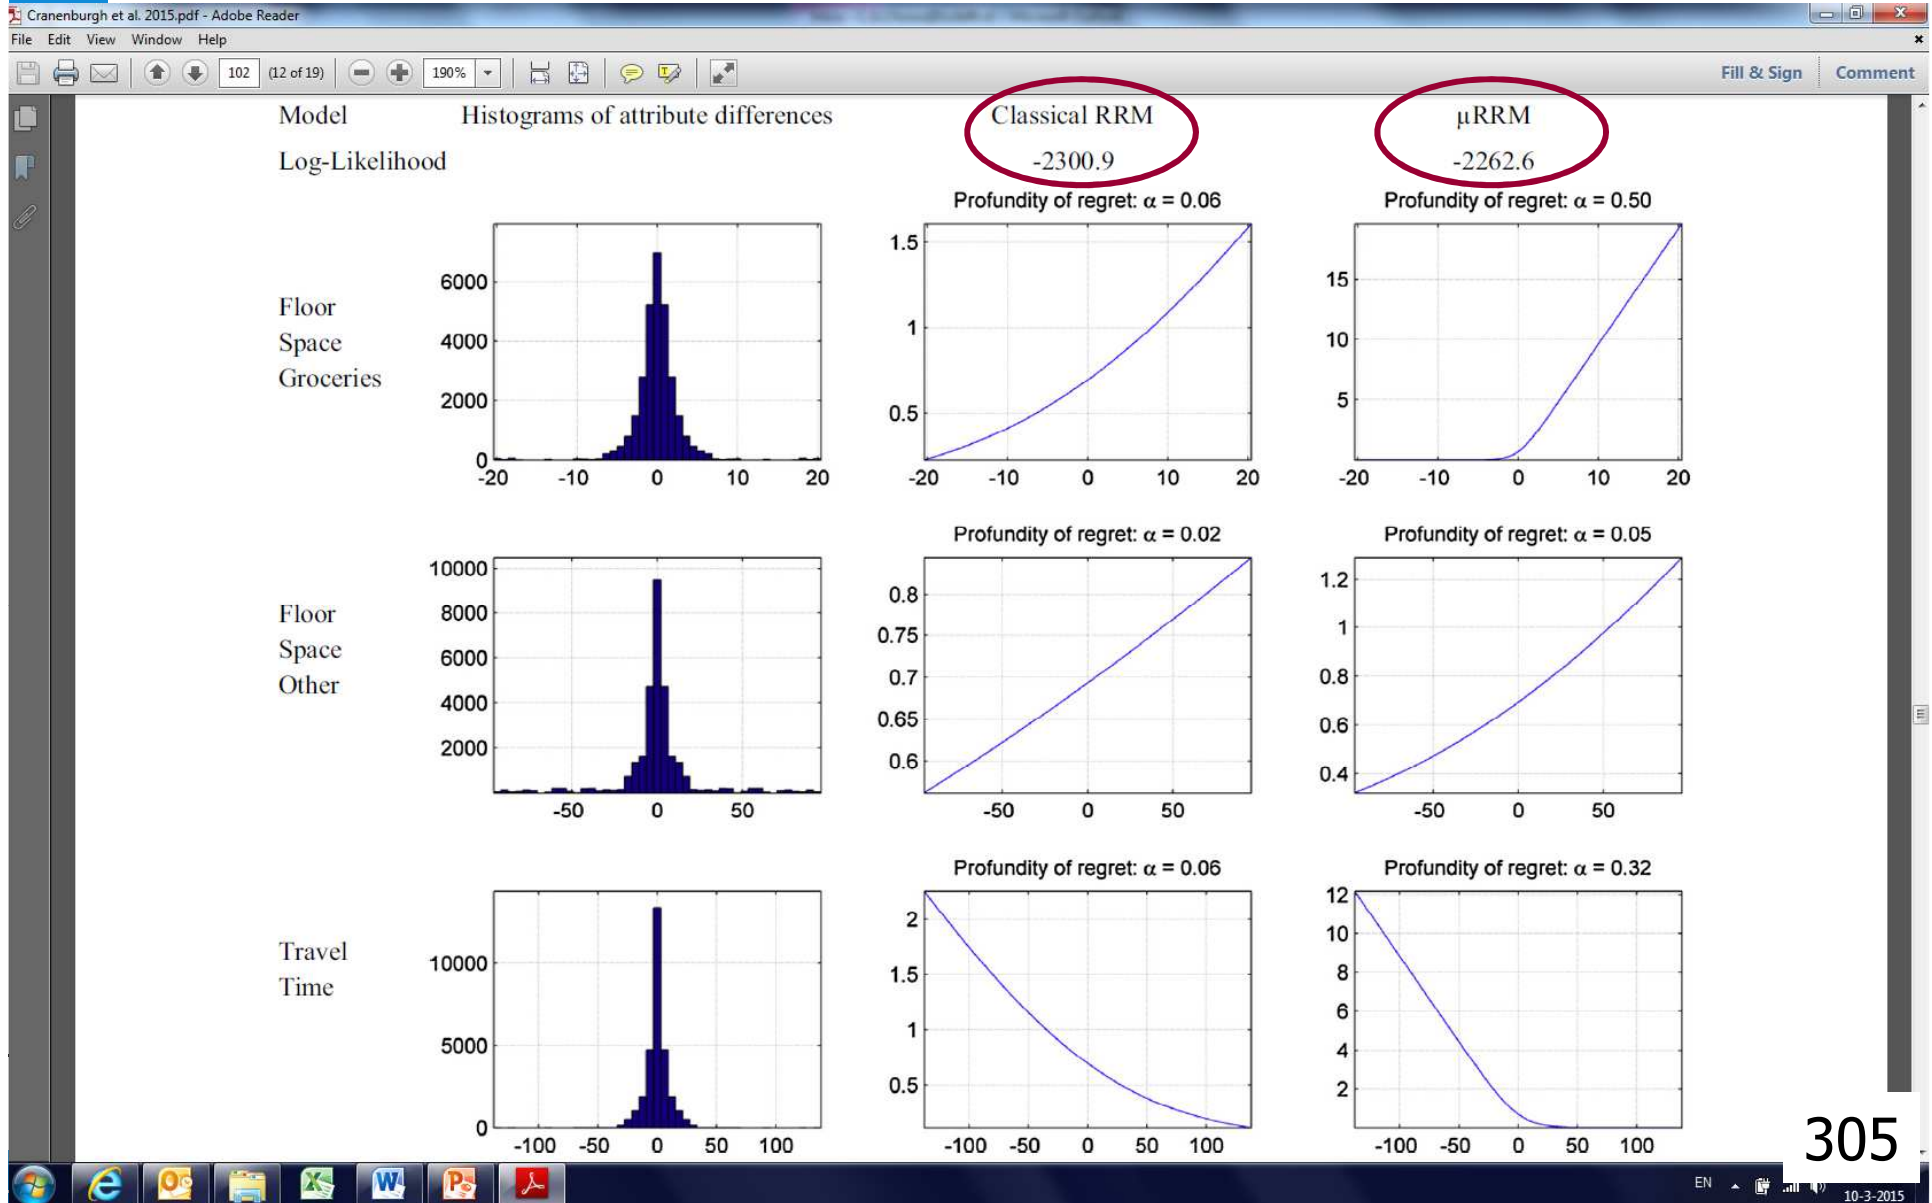 Cranenburgh et al. 2015.pdf - Adobe Reader
File Edit View Window Help
102 (12 of 19) 190% Fill & Sign Comment
Model Histograms of attribute differences Classical RRM µRRM
Log-Likelihood -2300.9 -2262.6
Profundity of regret: α = 0.06 Profundity of regret: α = 0.50
Floor
Space
Groceries
6000
4000
2000
0
-20 -10 0 10 20
1.5
1
0.5
-20 -10 0 10 20
15
10
5
-20 -10 0 10 20
Profundity of regret: α = 0.02 Profundity of regret: α = 0.05
Floor
Space
Other
10000
8000
6000
4000
2000
-50 0 50
0.8
0.75
0.7
0.65
0.6
-50 0 50
1.2
1
0.8
0.6
0.4
-50 0 50
Profundity of regret: α = 0.06 Profundity of regret: α = 0.32
Travel
Time
10000
5000
0
-100 -50 0 50 100
2
1.5
1
0.5
-100 -50 0 50 100
12
10
8
6
4
2
-100 -50 0 50 100
305
EN
10-3-2015